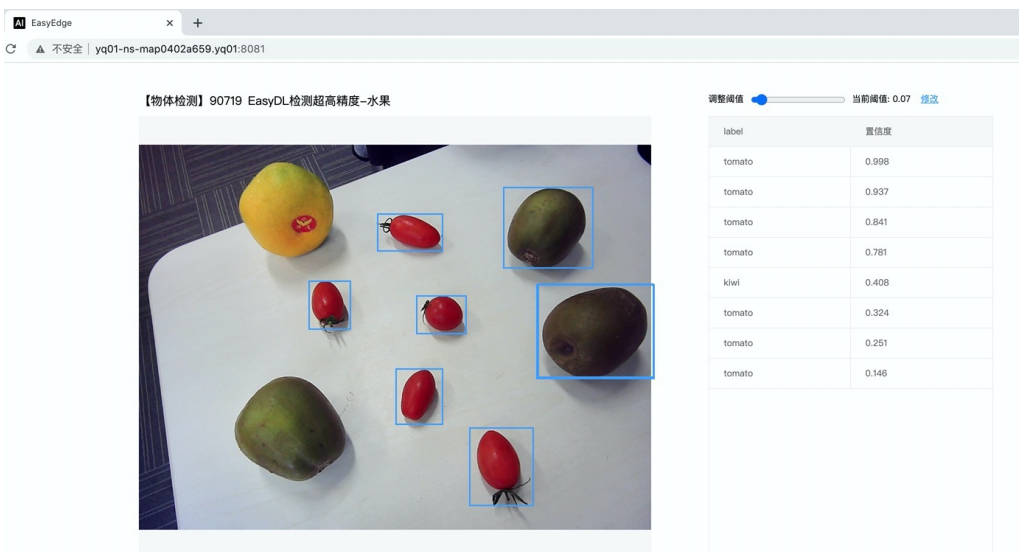 AI EasyEdge × +
不安全 | yq01-ns-map0402a659.yq01:8081
【物体检测】90719 EasyDL检测超高精度-水果
调整阈值 当前阈值: 0.07 修改
label 置信度
tomato 0.998
tomato 0.937
tomato 0.841
tomato 0.781
kiwi 0.408
tomato 0.324
tomato 0.251
tomato 0.146